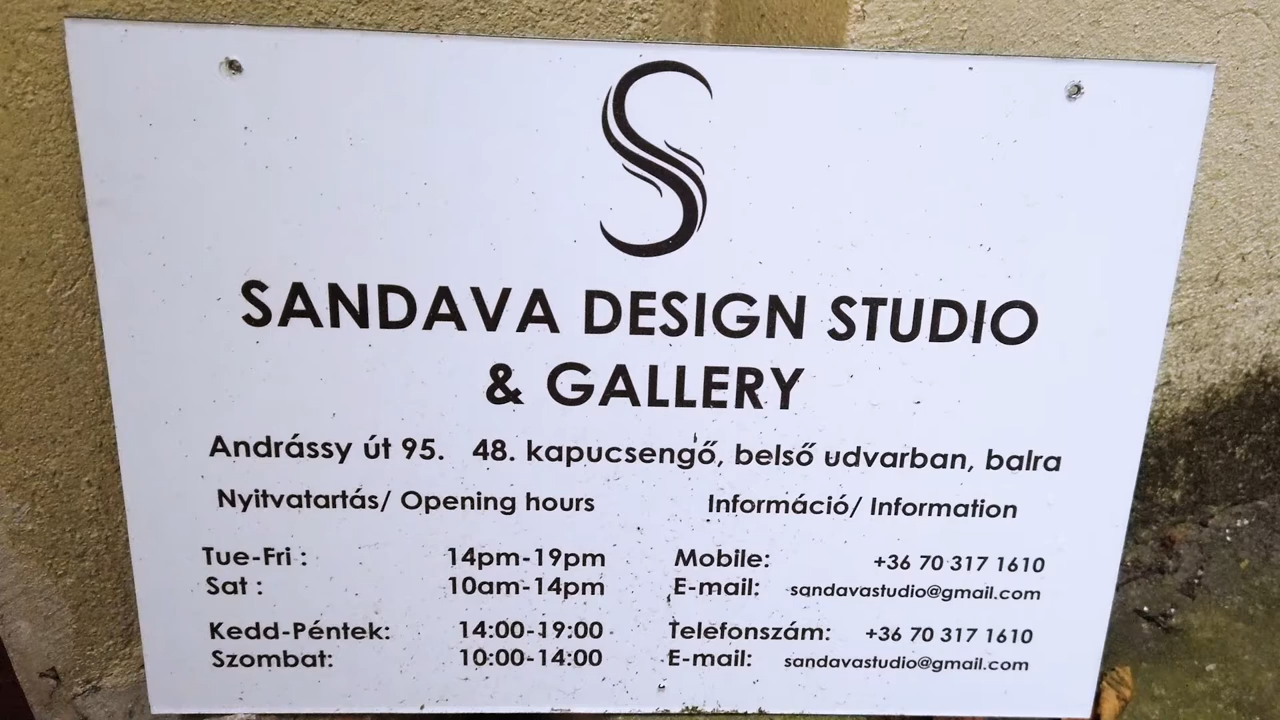 S
SANDAVA DESIGN STUDIO
& GALLERY
Andrássy út 95. 48. kapucsengő, belső udvarban, balra
Nyitvatartás/ Opening hours
Információ/ Information
Tue-Fri : 14pm-19pm
Sat : 10am-14pm
Mobile: +36 70 317 1610
E-mail: sandavastudio@gmail.com
Kedd-Péntek: 14:00-19:00
Szombat: 10:00-14:00
Telefonszám: +36 70 317 1610
E-mail: sandavastudio@gmail.com